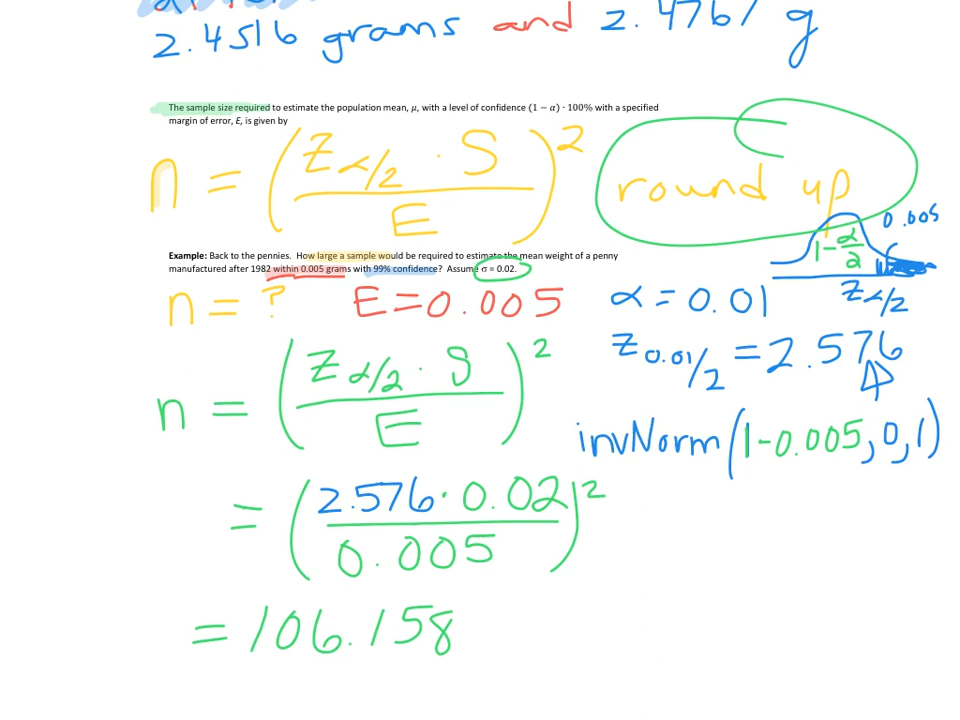 2.4516 grams and 2.4767 g
The sample size required to estimate the population mean, μ, with a level of confidence (1 − α) · 100% with a specified
margin of error, E, is given by
n = (Zα/2 · S / E)² round up
0.005
1-α/2
Zα/2
Example: Back to the pennies. How large a sample would be required to estimate the mean weight of a penny
manufactured after 1982 within 0.005 grams with 99% confidence? Assume σ = 0.02.
n = ? E = 0.005 α = 0.01
Z0.01/2 = 2.576
n = (Zα/2 · S / E)²
invNorm(1-0.005,0,1)
= (2.576 · 0.02 / 0.005)²
= 106.158